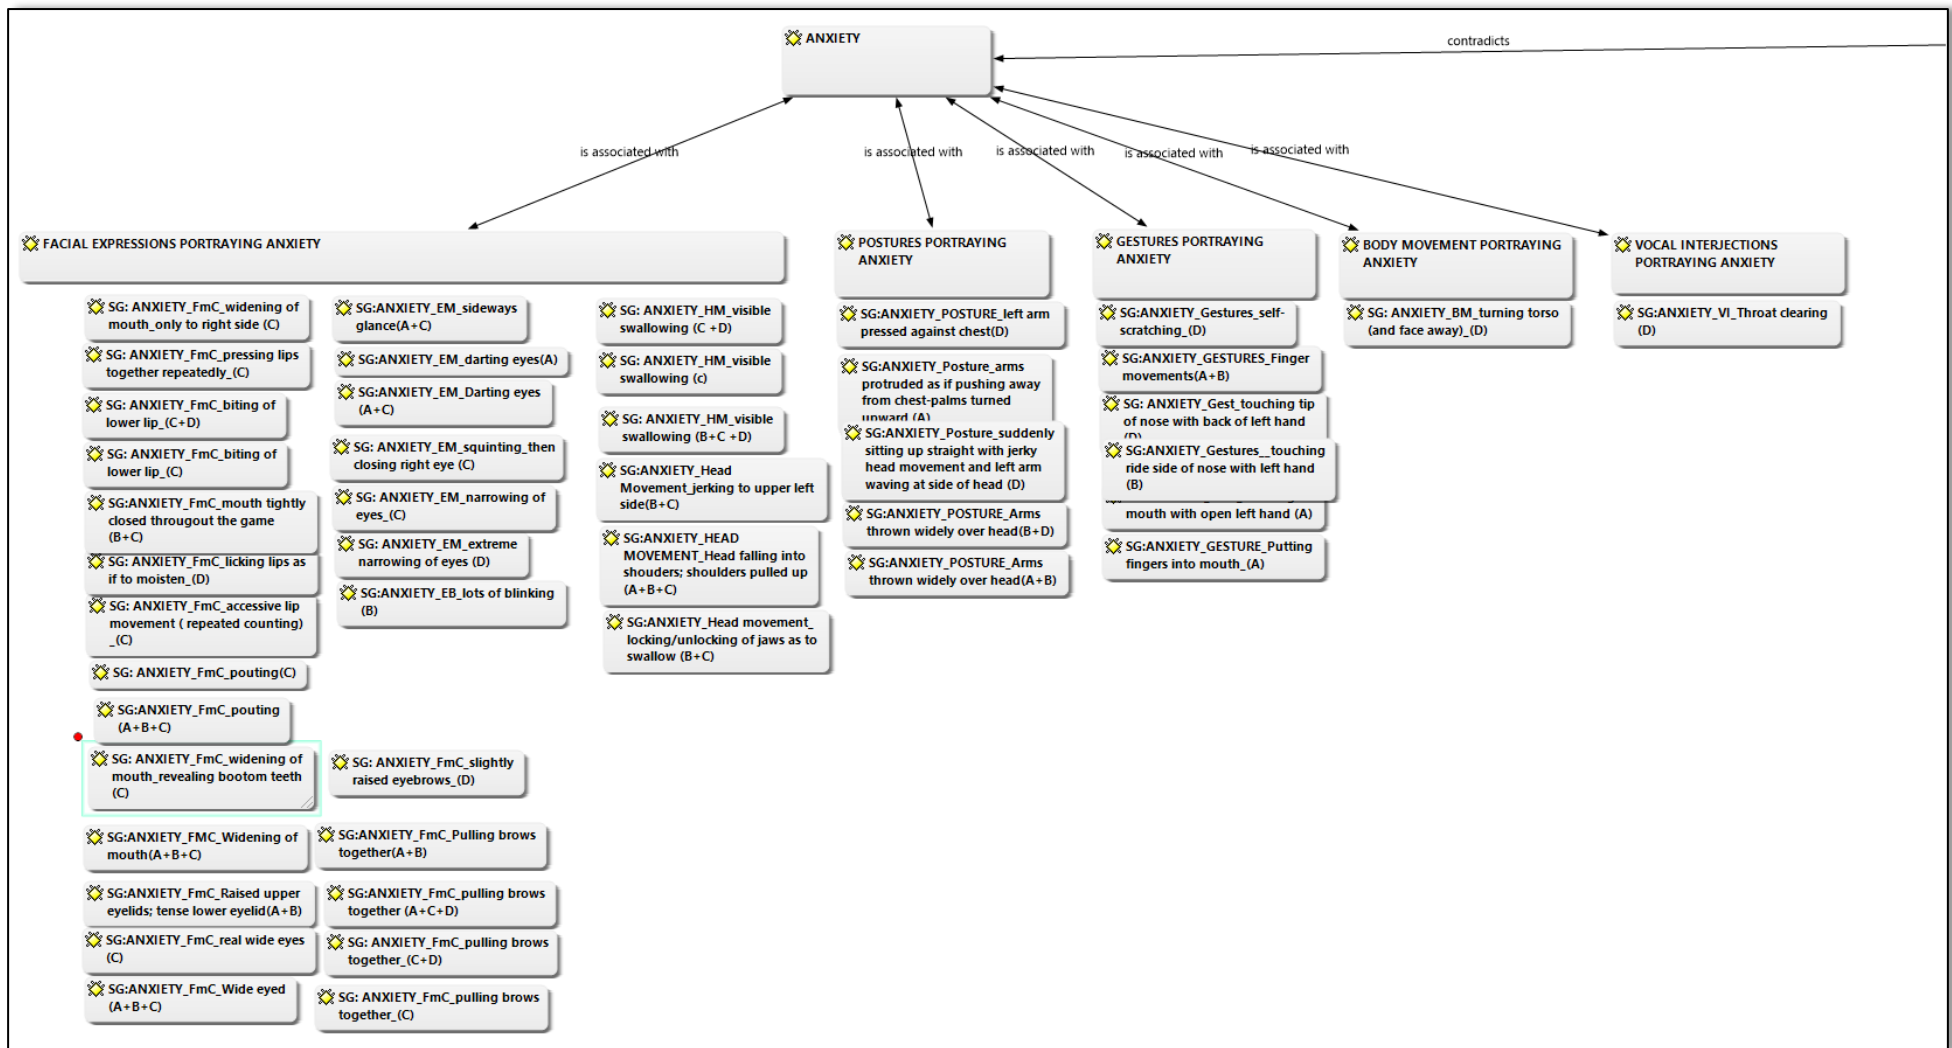 ANXIETY
contradicts
is associated with
is associated with
is associated with
is associated with
is associated with
FACIAL EXPRESSIONS PORTRAYING ANXIETY
SG: ANXIETY_FmC_widening of
mouth_only to right side (C)
SG: ANXIETY_FmC_pressing lips
together repeatedly_(C)
SG: ANXIETY_FmC_biting of
lower lip_(C+D)
SG: ANXIETY_FmC_biting of
lower lip_(C)
SG:ANXIETY_FmC_mouth tightly
closed througout the game
(B+C)
SG:ANXIETY_FmC_licking lips as
if to moisten_(D)
SG: ANXIETY_FmC_accessive lip
movement ( repeated counting)
_(C)
SG: ANXIETY_FmC_pouting(C)
SG:ANXIETY_FmC_pouting
(A+B+C)
SG: ANXIETY_FmC_widening of
mouth_revealing bootom teeth
(C)
SG:ANXIETY_FMC_Widening of
mouth(A+B+C)
SG:ANXIETY_FmC_Raised upper
eyelids; tense lower eyelid(A+B)
SG:ANXIETY_FmC_real wide eyes
(C)
SG:ANXIETY_FmC_Wide eyed
(A+B+C)
SG:ANXIETY_EM_sideways
glance(A+C)
SG:ANXIETY_EM_darting eyes(A)
SG:ANXIETY_EM_Darting eyes
(A+C)
SG: ANXIETY_EM_squinting_then
closing right eye (C)
SG: ANXIETY_EM_narrowing of
eyes_(C)
SG: ANXIETY_EM_extreme
narrowing of eyes (D)
SG:ANXIETY_EB_lots of blinking
(B)
SG: ANXIETY_FmC_slightly
raised eyebrows_(D)
SG:ANXIETY_FmC_Pulling brows
together(A+B)
SG:ANXIETY_FmC_pulling brows
together (A+C+D)
SG: ANXIETY_FmC_pulling brows
together_(C+D)
SG: ANXIETY_FmC_pulling brows
together_(C)
SG: ANXIETY_HM_visible
swallowing (C +D)
SG: ANXIETY_HM_visible
swallowing (c)
SG: ANXIETY_HM_visible
swallowing (B+C +D)
SG:ANXIETY_Head
Movement_jerking to upper left
side(B+C)
SG:ANXIETY_HEAD
MOVEMENT_Head falling into
shouders; shoulders pulled up
(A+B+C)
SG:ANXIETY_Head movement_
locking/unlocking of jaws as to
swallow (B+C)
POSTURES PORTRAYING
ANXIETY
SG:ANXIETY_POSTURE_left arm
pressed against chest(D)
SG:ANXIETY_Posture_arms
protruded as if pushing away
from chest-palms turned
upward (A)
SG:ANXIETY_Posture_suddenly
sitting up straight with jerky
head movement and left arm
waving at side of head (D)
SG:ANXIETY_POSTURE_Arms
thrown widely over head(B+D)
SG:ANXIETY_POSTURE_Arms
thrown widely over head(A+B)
GESTURES PORTRAYING
ANXIETY
SG:ANXIETY_Gestures_self-
scratching_(D)
SG:ANXIETY_GESTURES_Finger
movements(A+B)
SG: ANXIETY_Gest_touching tip
of nose with back of left hand
(D)
SG:ANXIETY_Gestures__touching
ride side of nose with left hand
(B)
mouth with open left hand (A)
SG:ANXIETY_GESTURE_Putting
fingers into mouth_(A)
BODY MOVEMENT PORTRAYING
ANXIETY
SG: ANXIETY_BM_turning torso
(and face away)_(D)
VOCAL INTERJECTIONS
PORTRAYING ANXIETY
SG:ANXIETY_VI_Throat clearing
(D)